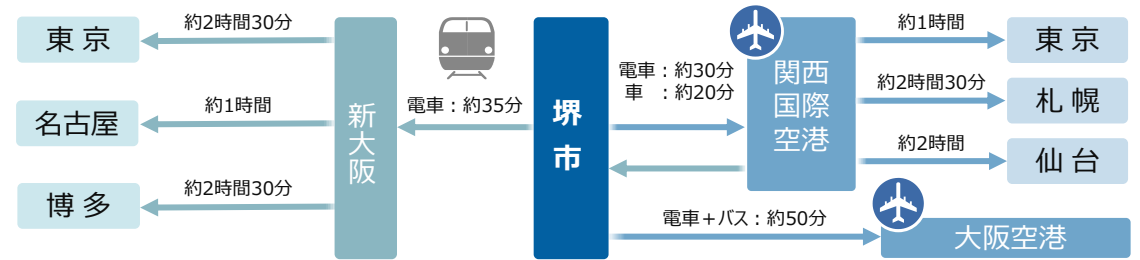 東京
約2時間30分
名古屋
約1時間
博多
約2時間30分
新大阪
電車：約35分
堺市
電車：約30分
車　：約20分
関西
国際
空港
約1時間
東京
約2時間30分
札幌
約2時間
仙台
電車＋バス：約50分
大阪空港